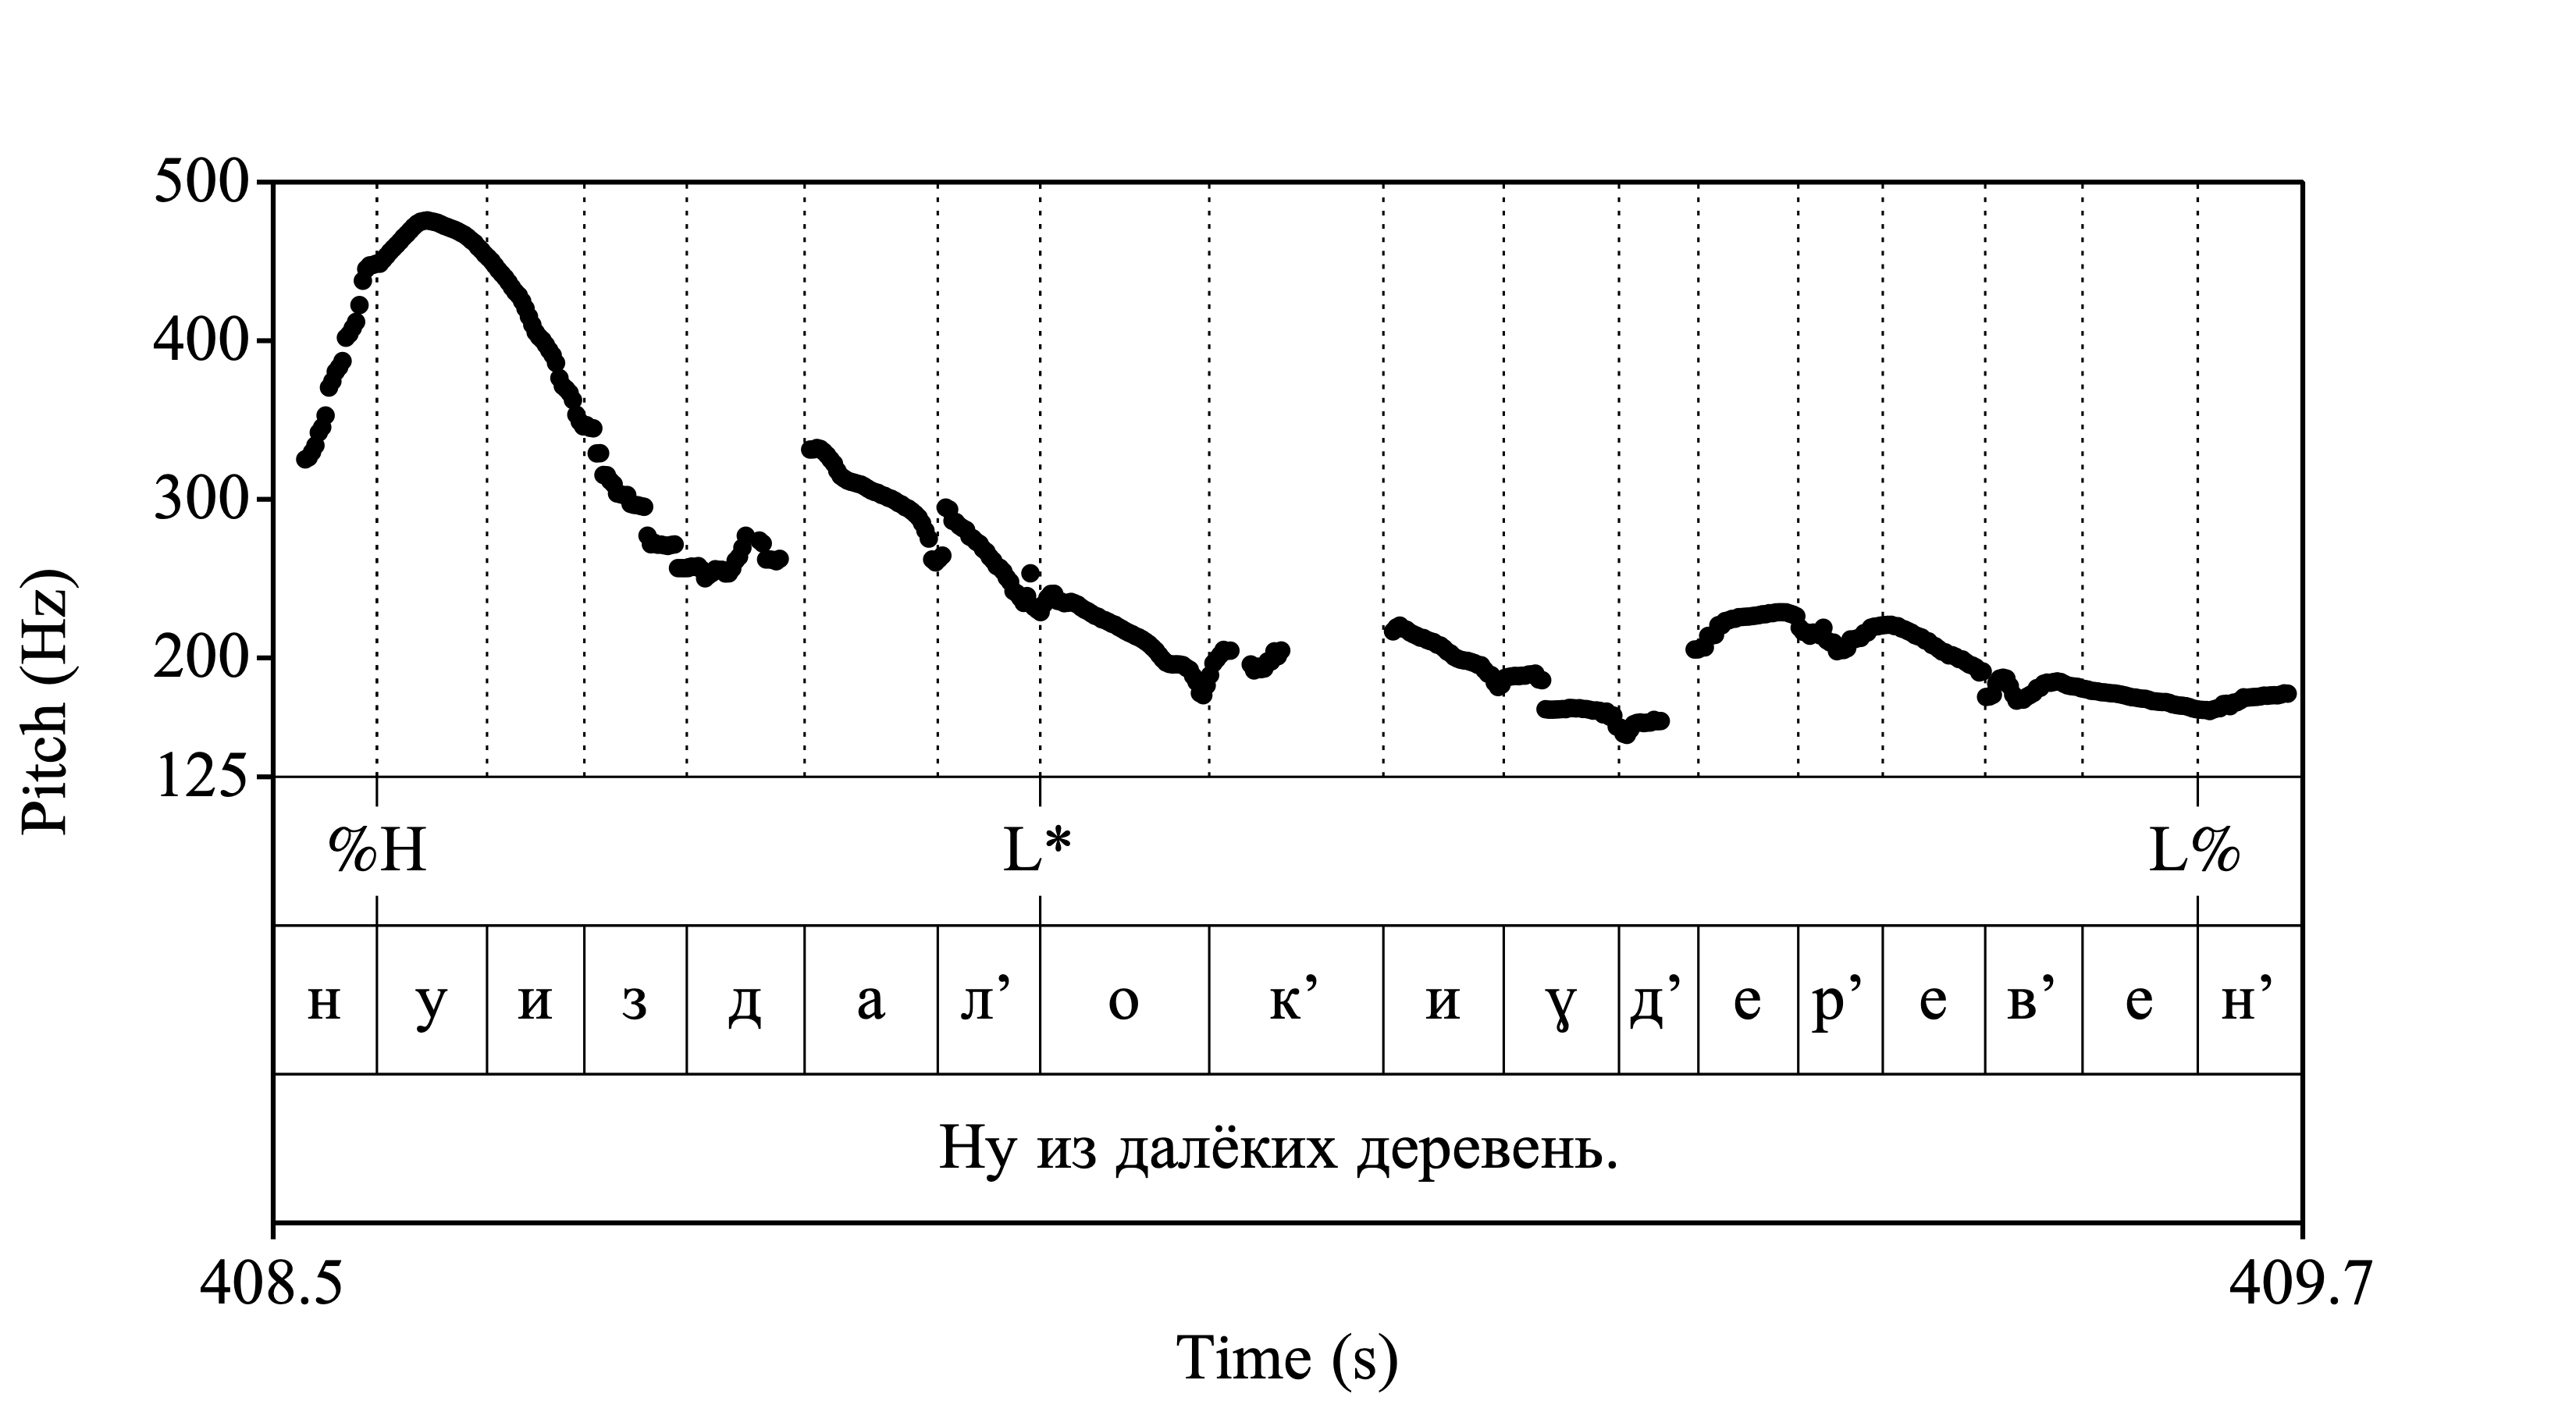 500
400
300
200
125
Pitch (Hz)
%H L* L%
н у и з д а л’ о к’ и ɣ д’ е р’ е в’ е н’
Ну из далёких деревень.
408.5 409.7
Time (s)